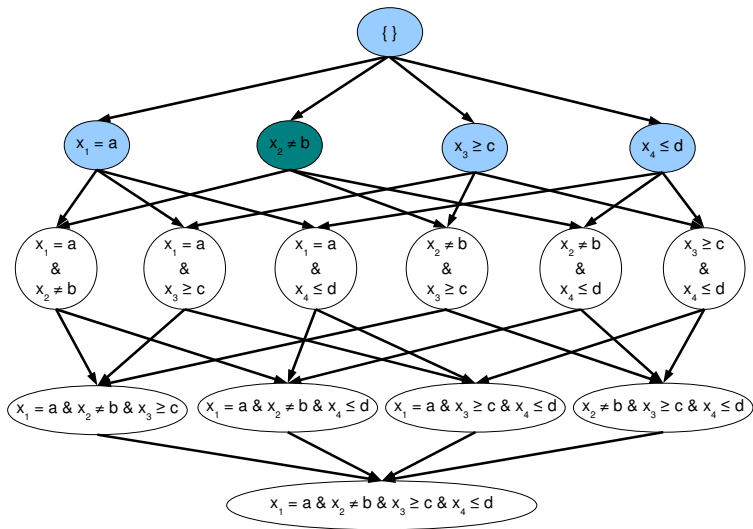 { }
x₁ = a
x₂ ≠ b
x₃ ≥ c
x₄ ≤ d
x₁ = a
&
x₂ ≠ b
x₁ = a
&
x₃ ≥ c
x₁ = a
&
x₄ ≤ d
x₂ ≠ b
&
x₃ ≥ c
x₂ ≠ b
&
x₄ ≤ d
x₃ ≥ c
&
x₄ ≤ d
x₁ = a & x₂ ≠ b & x₃ ≥ c
x₁ = a & x₂ ≠ b & x₄ ≤ d
x₁ = a & x₃ ≥ c & x₄ ≤ d
x₂ ≠ b & x₃ ≥ c & x₄ ≤ d
x₁ = a & x₂ ≠ b & x₃ ≥ c & x₄ ≤ d